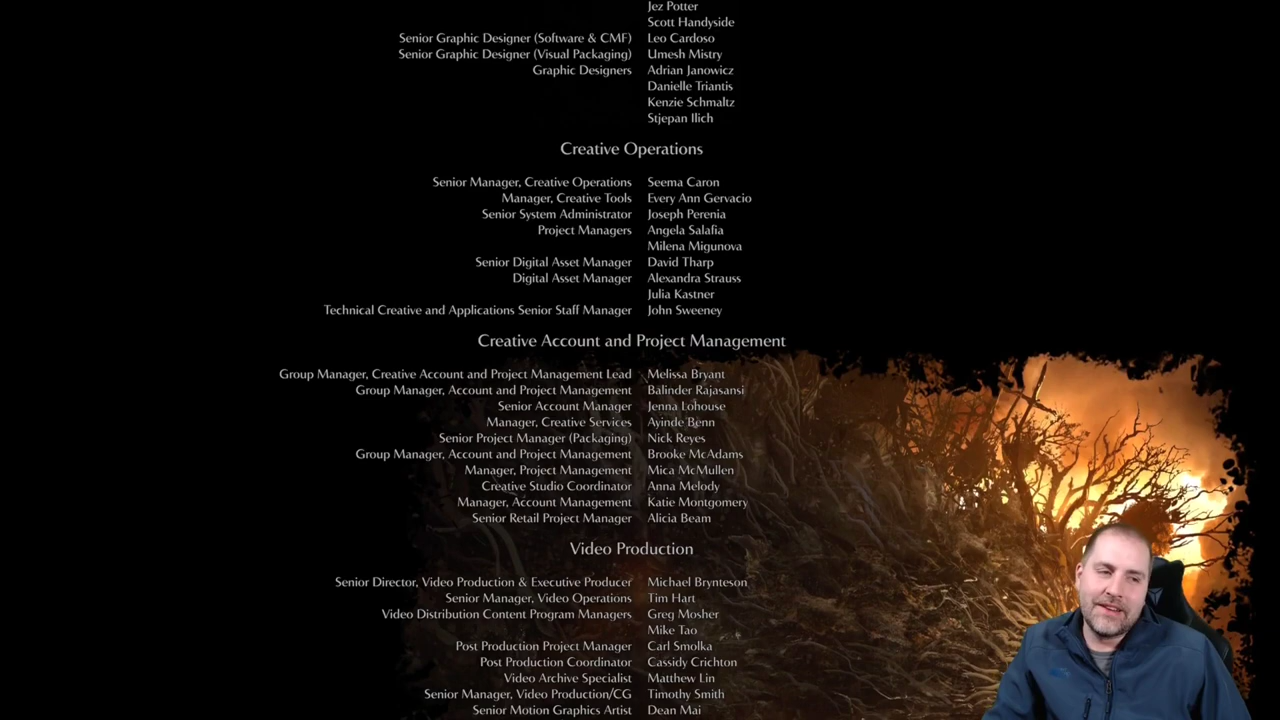 Jez Potter
Scott Handyside
Senior Graphic Designer (Software & CMF) Leo Cardoso
Senior Graphic Designer (Visual Packaging) Umesh Mistry
Graphic Designers Adrian Janowicz
Danielle Triantis
Kenzie Schmaltz
Stjepan Ilich
Creative Operations
Senior Manager, Creative Operations Seema Caron
Manager, Creative Tools Every Ann Gervacio
Senior System Administrator Joseph Perenia
Project Managers Angela Salafia
Milena Migunova
Senior Digital Asset Manager David Tharp
Digital Asset Manager Alexandra Strauss
Julia Kastner
Technical Creative and Applications Senior Staff Manager John Sweeney
Creative Account and Project Management
Group Manager, Creative Account and Project Management Lead Melissa Bryant
Group Manager, Account and Project Management Balinder Rajasansi
Senior Account Manager Jenna Lohouse
Manager, Creative Services Ayinde Benn
Senior Project Manager (Packaging) Nick Reyes
Group Manager, Account and Project Management Brooke McAdams
Manager, Project Management Mica McMullen
Creative Studio Coordinator Anna Melody
Manager, Account Management Katie Montgomery
Senior Retail Project Manager Alicia Beam
Video Production
Senior Director, Video Production & Executive Producer Michael Brynteson
Senior Manager, Video Operations Tim Hart
Video Distribution Content Program Managers Greg Mosher
Mike Tao
Post Production Project Manager Carl Smolka
Post Production Coordinator Cassidy Crichton
Video Archive Specialist Matthew Lin
Senior Manager, Video Production/CG Timothy Smith
Senior Motion Graphics Artist Dean Mai